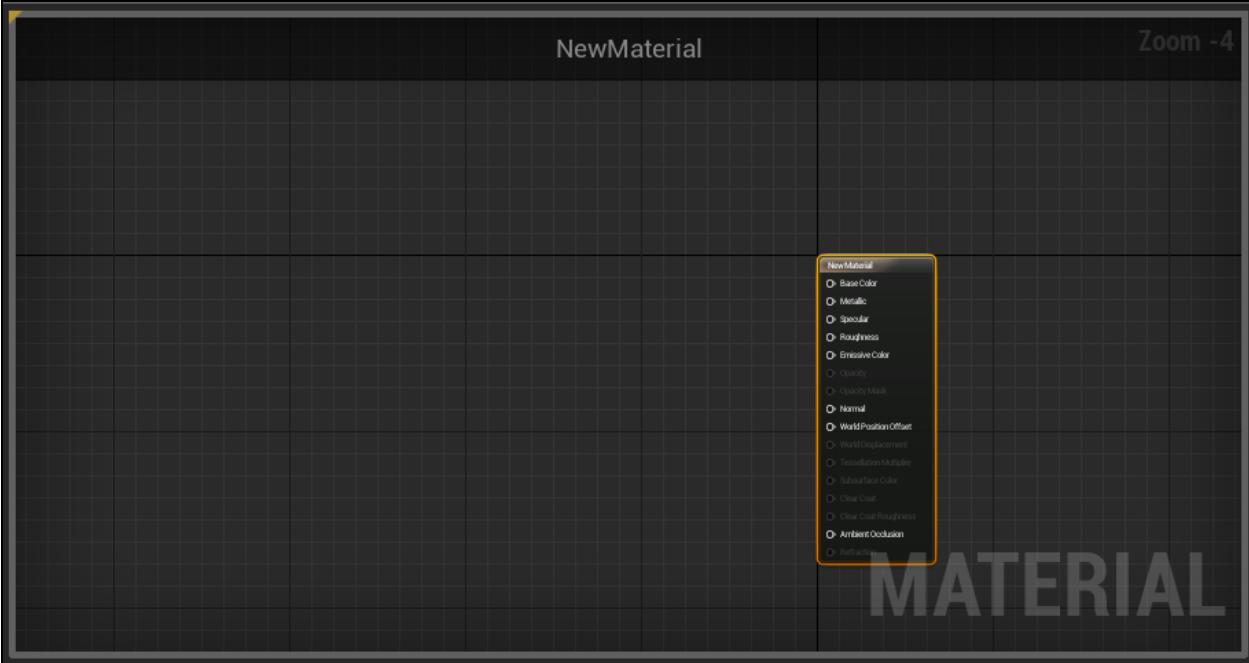 NewMaterial
Zoom -4
NewMaterial
Base Color
Metallic
Specular
Roughness
Emissive Color
Opacity
Opacity Mask
Normal
World Position Offset
World Displacement
Tessellation Multiplier
Subsurface Color
Clear Coat
Clear Coat Roughness
Ambient Occlusion
Refraction
MATERIAL